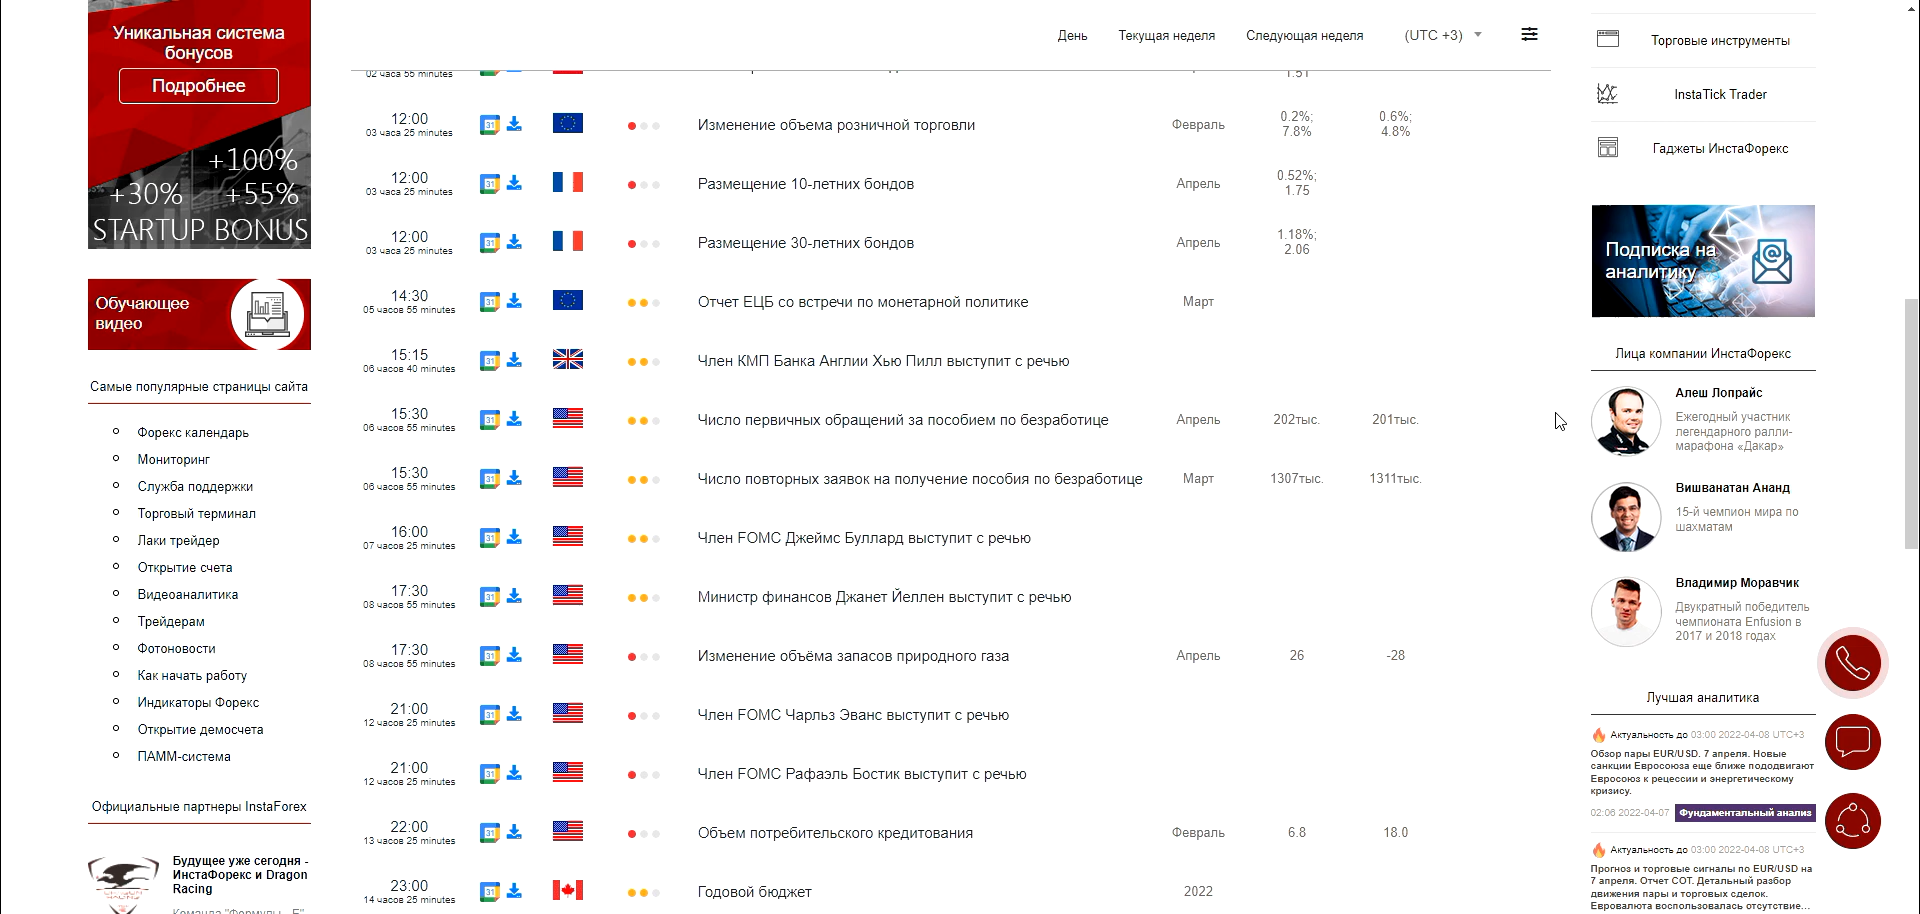 Уникальная система
бонусов
Подробнее
+100%
+30% +55%
STARTUP BONUS
Обучающее
видео
Самые популярные страницы сайта
Форекс календарь
Мониторинг
Служба поддержки
Торговый терминал
Лаки трейдер
Открытие счета
Видеоаналитика
Трейдерам
Фотоновости
Как начать работу
Индикаторы Форекс
Открытие демосчета
ПАММ-система
Официальные партнеры InstaForex
Будущее уже сегодня -
ИнстаФорекс и Dragon
Racing
Команда "Формулы - E"
День Текущая неделя Следующая неделя (UTC +3)
02 часа 55 minutes 1.51
12:00 Изменение объема розничной торговли Февраль 0.2%; 0.6%;
03 часа 25 minutes 7.8% 4.8%
12:00 Размещение 10-летних бондов Апрель 0.52%;
03 часа 25 minutes 1.75
12:00 Размещение 30-летних бондов Апрель 1.18%;
03 часа 25 minutes 2.06
14:30 Отчет ЕЦБ со встречи по монетарной политике Март
05 часов 55 minutes
15:15 Член КМП Банка Англии Хью Пилл выступит с речью
06 часов 40 minutes
15:30 Число первичных обращений за пособием по безработице Апрель 202тыс. 201тыс.
06 часов 55 minutes
15:30 Число повторных заявок на получение пособия по безработице Март 1307тыс. 1311тыс.
06 часов 55 minutes
16:00 Член FOMC Джеймс Буллард выступит с речью
07 часов 25 minutes
17:30 Министр финансов Джанет Йеллен выступит с речью
08 часов 55 minutes
17:30 Изменение объёма запасов природного газа Апрель 26 -28
08 часов 55 minutes
21:00 Член FOMC Чарльз Эванс выступит с речью
12 часов 25 minutes
21:00 Член FOMC Рафаэль Бостик выступит с речью
12 часов 25 minutes
22:00 Объем потребительского кредитования Февраль 6.8 18.0
13 часов 25 minutes
23:00 Годовой бюджет 2022
14 часов 25 minutes
Торговые инструменты
InstaTick Trader
Гаджеты ИнстаФорекс
Подписка на
аналитику
Лица компании ИнстаФорекс
Алеш Лопрайс
Ежегодный участник
легендарного ралли-
марафона «Дакар»
Вишванатан Ананд
15-й чемпион мира по
шахматам
Владимир Моравчик
Двукратный победитель
чемпионата Enfusion в
2017 и 2018 годах
Лучшая аналитика
Актуальность до 03:00 2022-04-08 UTC+3
Обзор пары EUR/USD. 7 апреля. Новые
санкции Евросоюза еще ближе пододвигают
Евросоюз к рецессии и энергетическому
кризису.
02:06 2022-04-07 Фундаментальный анализ
Актуальность до 03:00 2022-04-08 UTC+3
Прогноз и торговые сигналы по EUR/USD на
7 апреля. Отчет COT. Детальный разбор
движения пары и торговых сделок.
Евровалюта воспользовалась отсутствие...